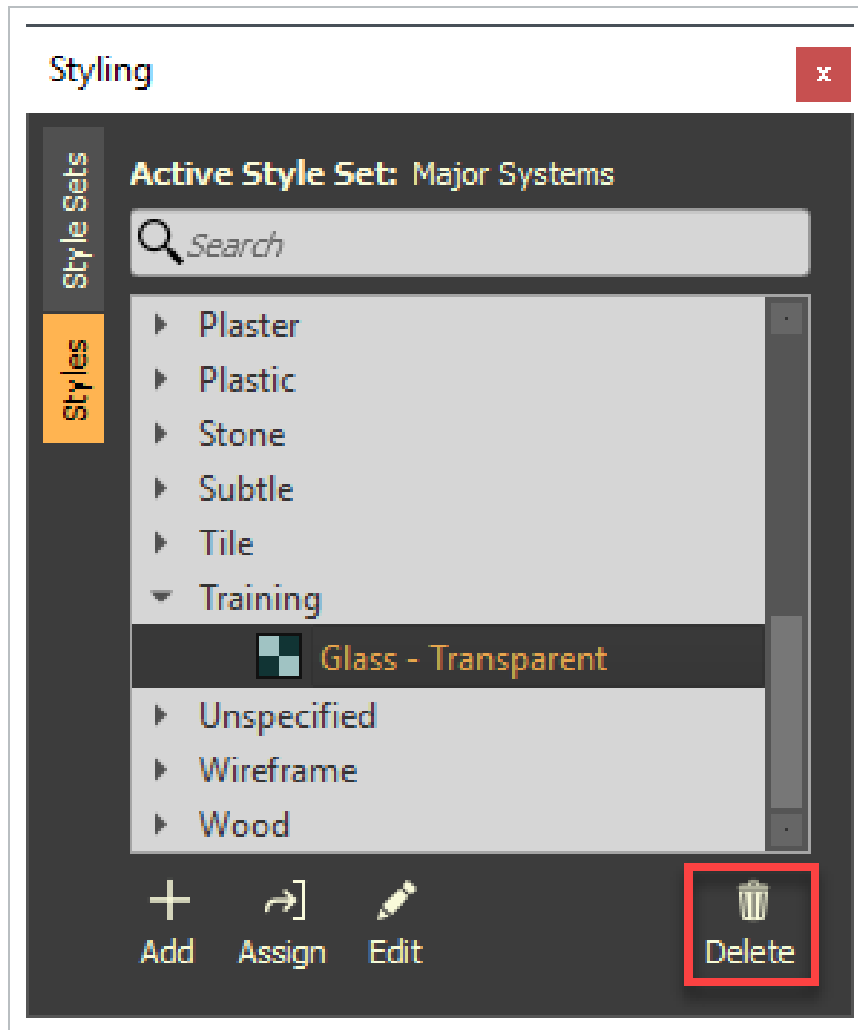 Styling
x
Style Sets
Styles
Active Style Set: Major Systems
Search
Plaster
Plastic
Stone
Subtle
Tile
Training
Glass - Transparent
Unspecified
Wireframe
Wood
Add Assign Edit Delete